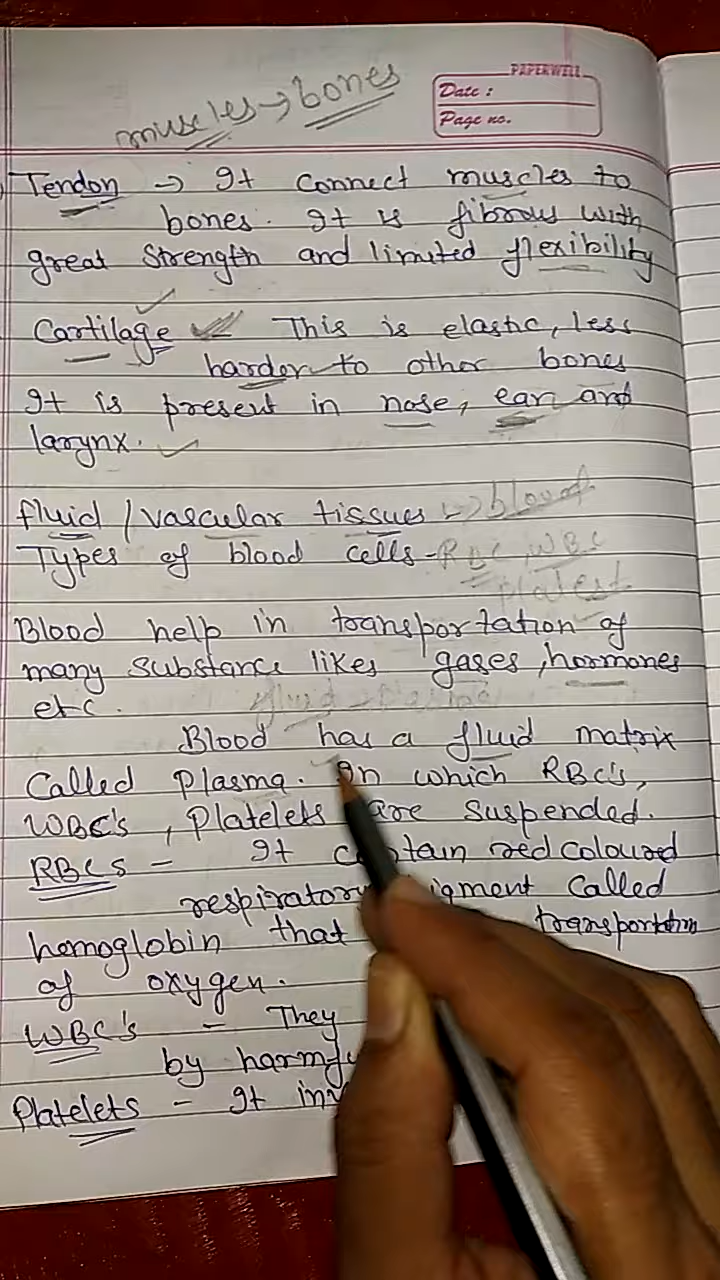 muscles → bones
PAPERWELL
Date :
Page no.
Tendon → It connect muscles to
bones. It is fibrous with
great strength and limited flexibility
Cartilage This is elastic, less
harder to other bones
It is present in nose, ear and
larynx.
fluid / vascular tissues → blood
Types of blood cells - RBC, WBC
Platest
Blood help in transportation of
many substance likes gases, hormones
etc.
fluid → Plasma
Blood has a fluid matrix
Called Plasma. In which RBC's,
WBC's, Platelets are suspended.
RBCs - It contain red coloured
respiratory pigment called
hemoglobin that transportation
of oxygen.
WBC's - They
by
Platelets - It